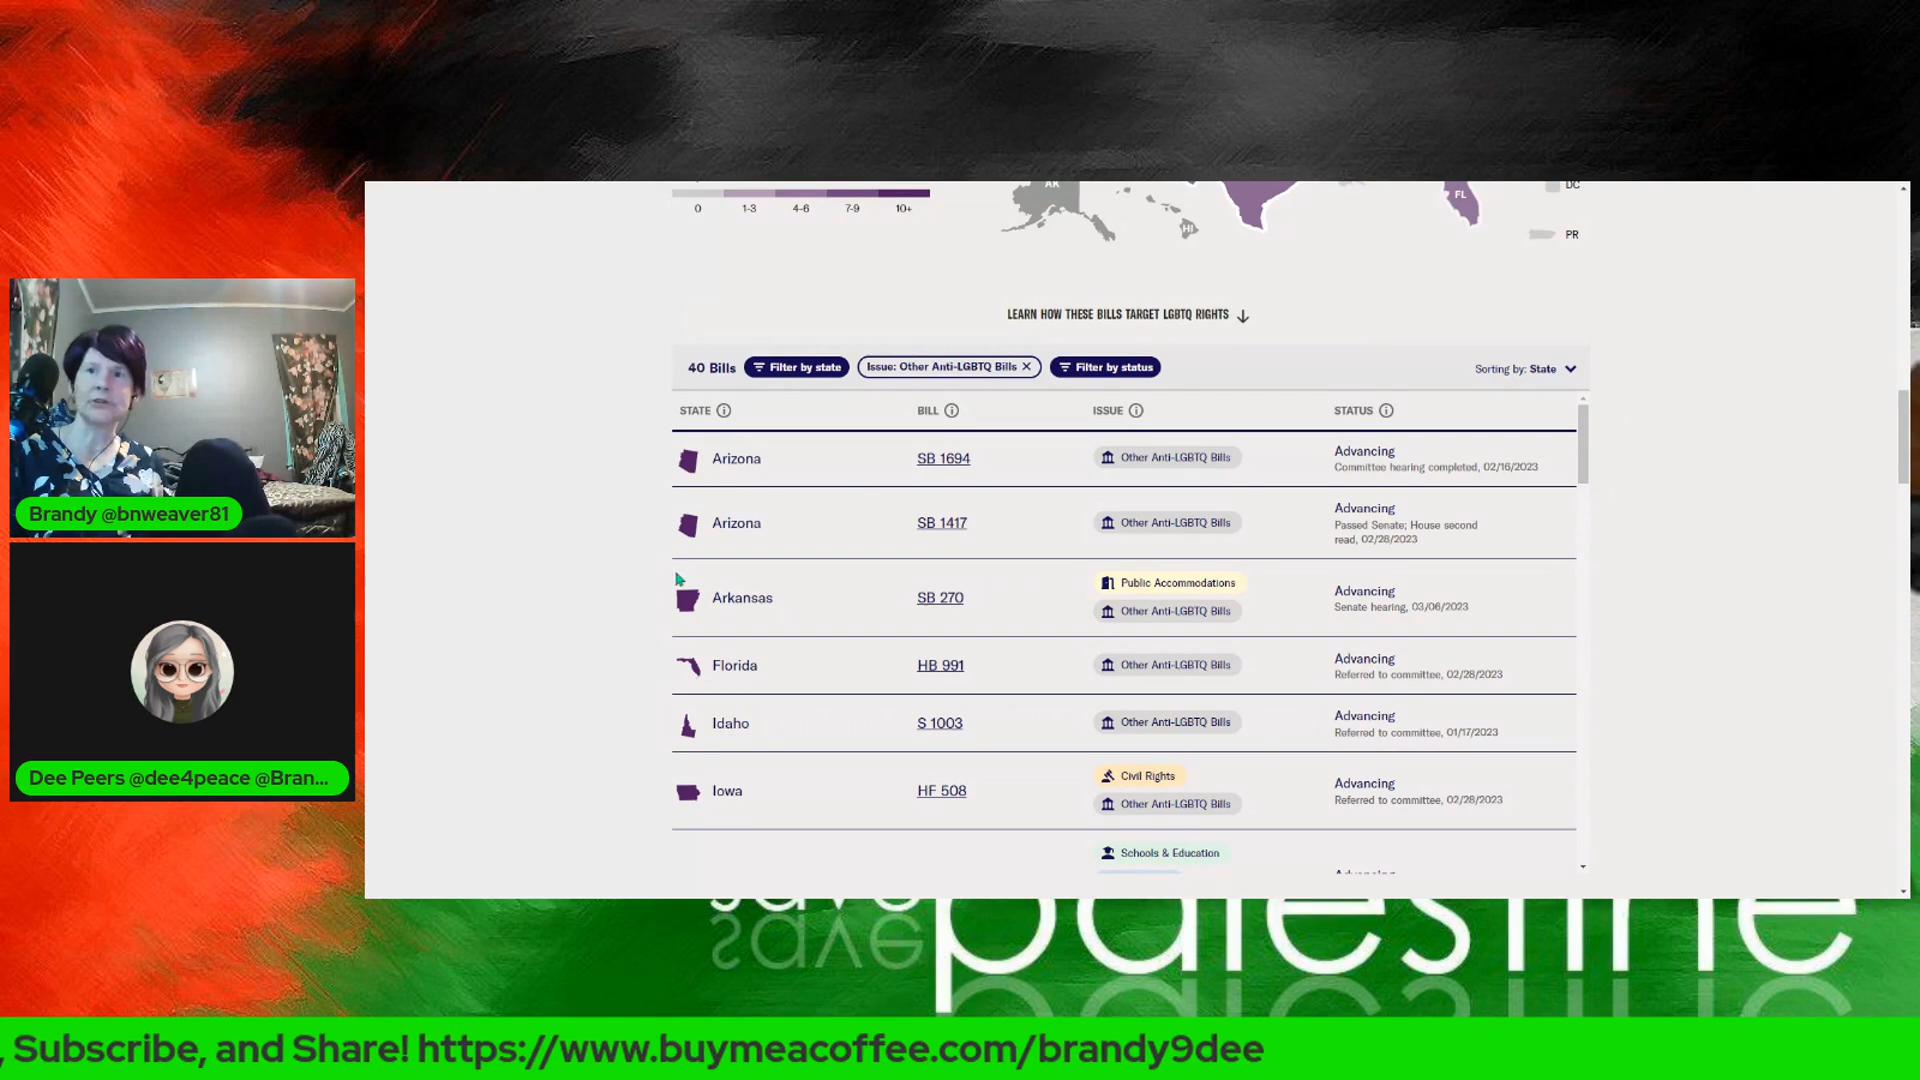 AK
FL
DC
0 1-3 4-6 7-9 10+
HI
PR
LEARN HOW THESE BILLS TARGET LGBTQ RIGHTS
40 Bills Filter by state Issue: Other Anti-LGBTQ Bills Filter by status Sorting by: State
STATE BILL ISSUE STATUS
Arizona SB 1694 Other Anti-LGBTQ Bills Advancing
Committee hearing completed, 02/16/2023
Arizona SB 1417 Other Anti-LGBTQ Bills Advancing
Passed Senate; House second
read, 02/28/2023
Arkansas SB 270 Public Accommodations
Other Anti-LGBTQ Bills
Advancing
Senate hearing, 03/06/2023
Florida HB 991 Other Anti-LGBTQ Bills Advancing
Referred to committee, 02/28/2023
Idaho S 1003 Other Anti-LGBTQ Bills Advancing
Referred to committee, 01/17/2023
Iowa HF 508 Civil Rights
Other Anti-LGBTQ Bills
Advancing
Referred to committee, 02/28/2023
Schools & Education
Advancing
Brandy @bnweaver81
Dee Peers @dee4peace @Bran...
save palestine
, Subscribe, and Share! https://www.buymeacoffee.com/brandy9dee